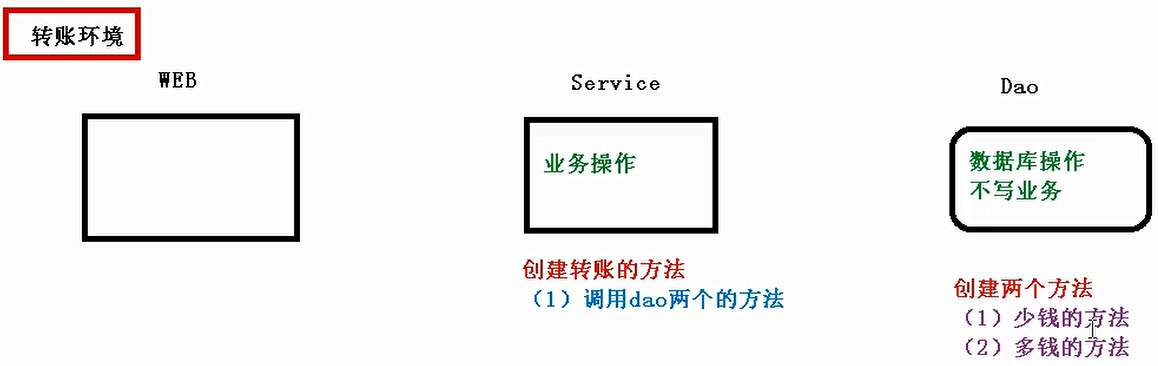 转账环境
WEB
Service
Dao
业务操作
数据库操作
不写业务
创建转账的方法
（1）调用dao两个的方法
创建两个方法
（1）少钱的方法
（2）多钱的方法